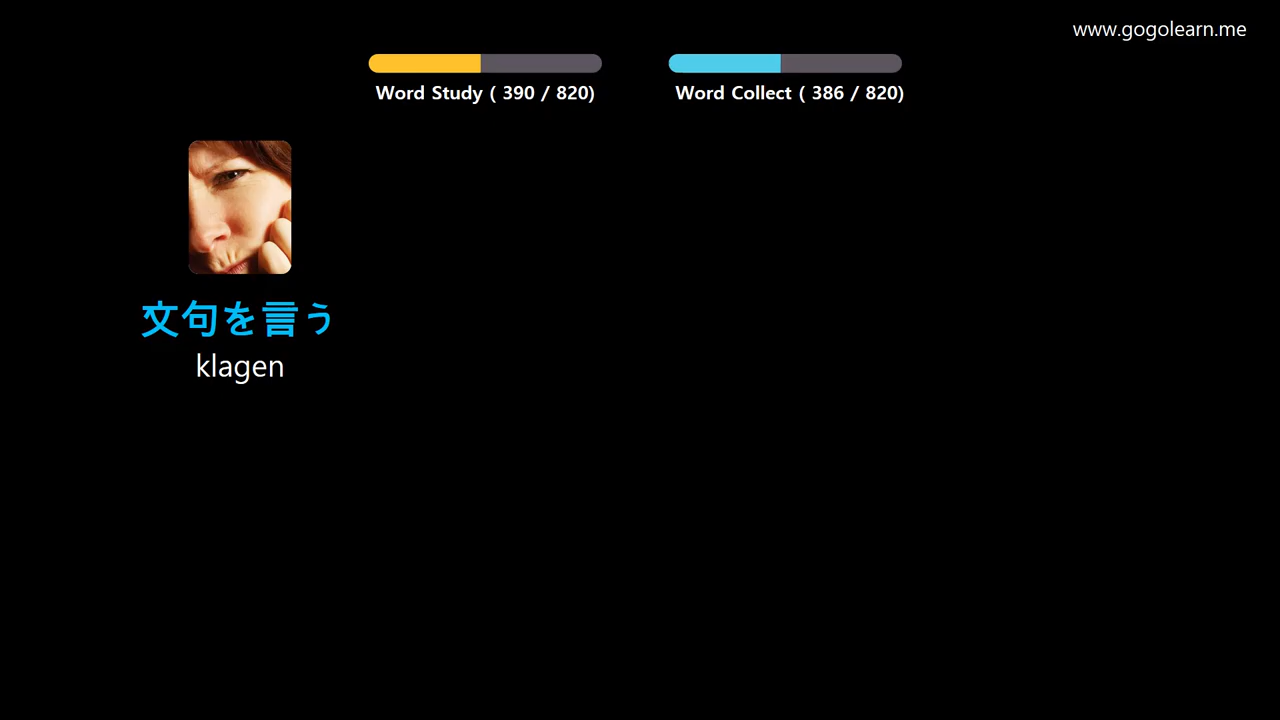 www.gogolearn.me
Word Study ( 390 / 820)
Word Collect ( 386 / 820)
文句を言う
klagen